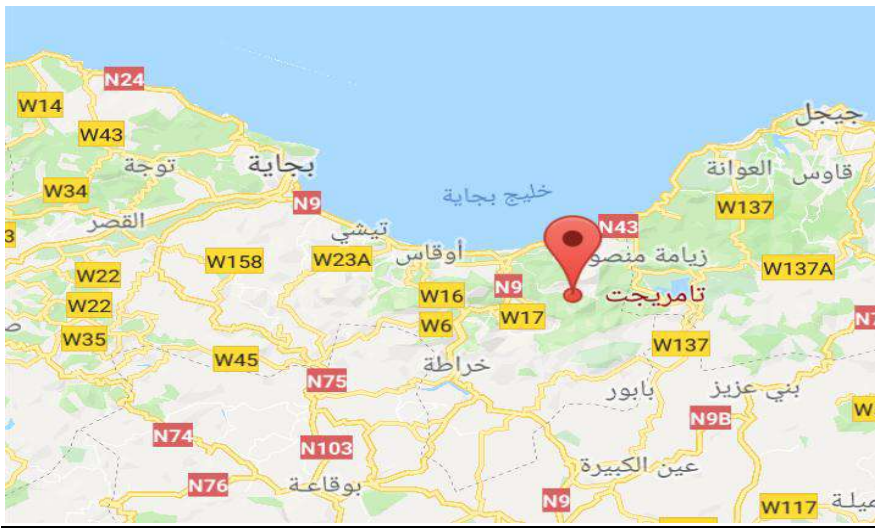 N24
W14
جيجل
W43
توجة
بجاية
العوانة
قاوس
W34
خليج بجاية
N9
W137
القصر
تيشي
N43
3
W158
W23A
أوقاس
زيامة منصو
W137A
W22
N9
تامريجت
W16
W22
W17
W6
W35
W137
W45
خراطة
N75
بابور
بني عزيز
N9B
N74
N103
عين الكبيرة
N76
بوقاعة
N9
W117
ميلة